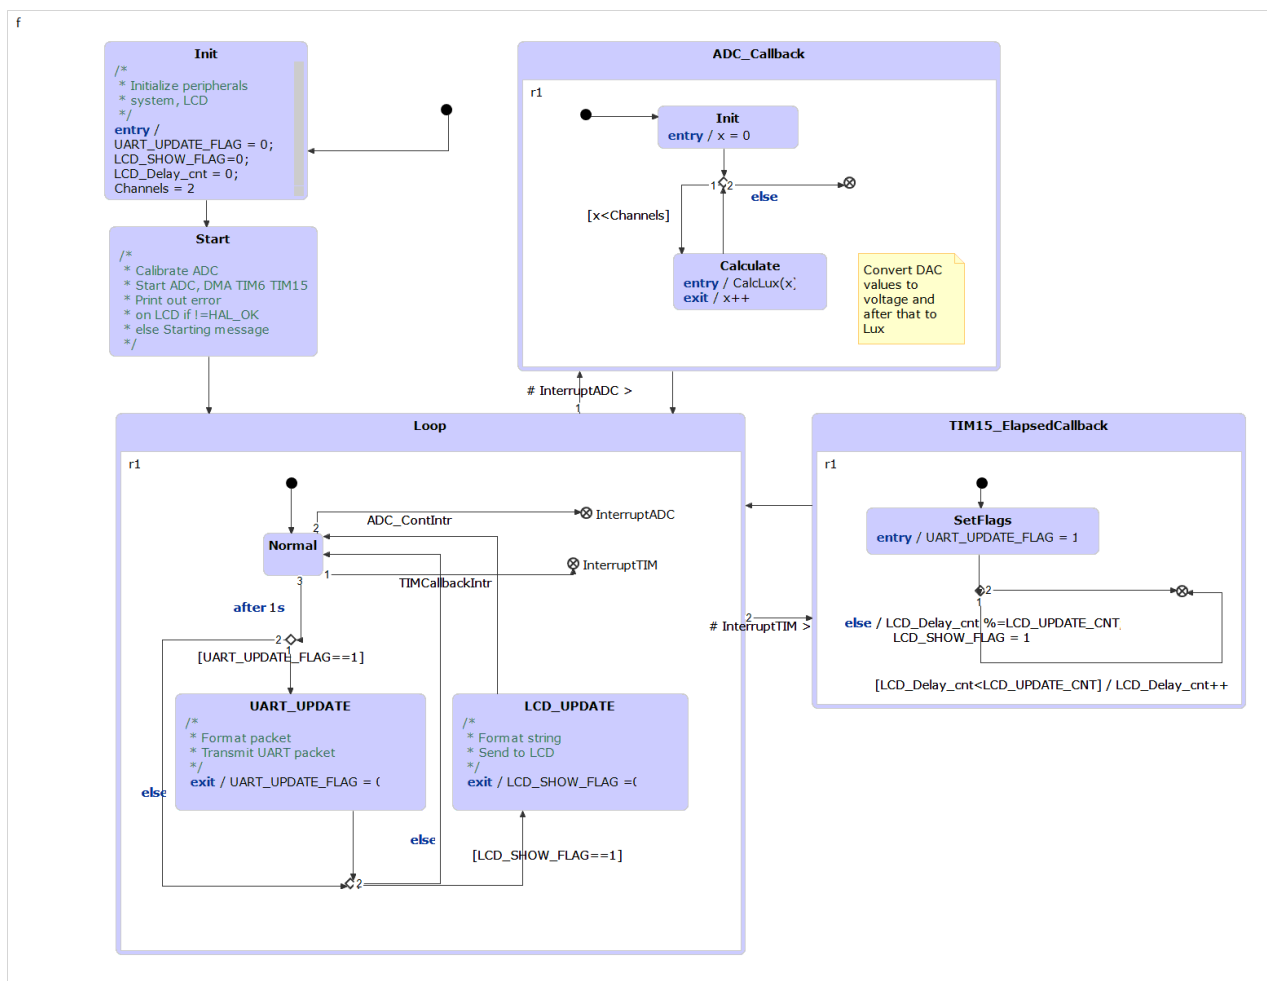 f
Init
/*
* Initialize peripherals
* system, LCD
*/
entry /
UART_UPDATE_FLAG = 0;
LCD_SHOW_FLAG=0;
LCD_Delay_cnt = 0;
Channels = 2
Start
/*
* Calibrate ADC
* Start ADC, DMA TIM6 TIM15
* Print out error
* on LCD if !=HAL_OK
* else Starting message
*/
ADC_Callback
r1
Init
entry / x = 0
1
2
else
[x<Channels]
Calculate
entry / CalcLux(x)
exit / x++
Convert DAC
values to
voltage and
after that to
Lux
# InterruptADC >
1
Loop
r1
2
ADC_ContIntr
InterruptADC
Normal
InterruptTIM
3
1
TIMCallbackIntr
after 1s
2
1
[UART_UPDATE_FLAG==1]
UART_UPDATE
/*
* Format packet
* Transmit UART packet
*/
exit / UART_UPDATE_FLAG = 0
LCD_UPDATE
/*
* Format string
* Send to LCD
*/
exit / LCD_SHOW_FLAG =0
else
else
[LCD_SHOW_FLAG==1]
2
2
# InterruptTIM >
TIM15_ElapsedCallback
r1
SetFlags
entry / UART_UPDATE_FLAG = 1
2
1
else / LCD_Delay_cnt %=LCD_UPDATE_CNT;
LCD_SHOW_FLAG = 1
[LCD_Delay_cnt<LCD_UPDATE_CNT] / LCD_Delay_cnt++